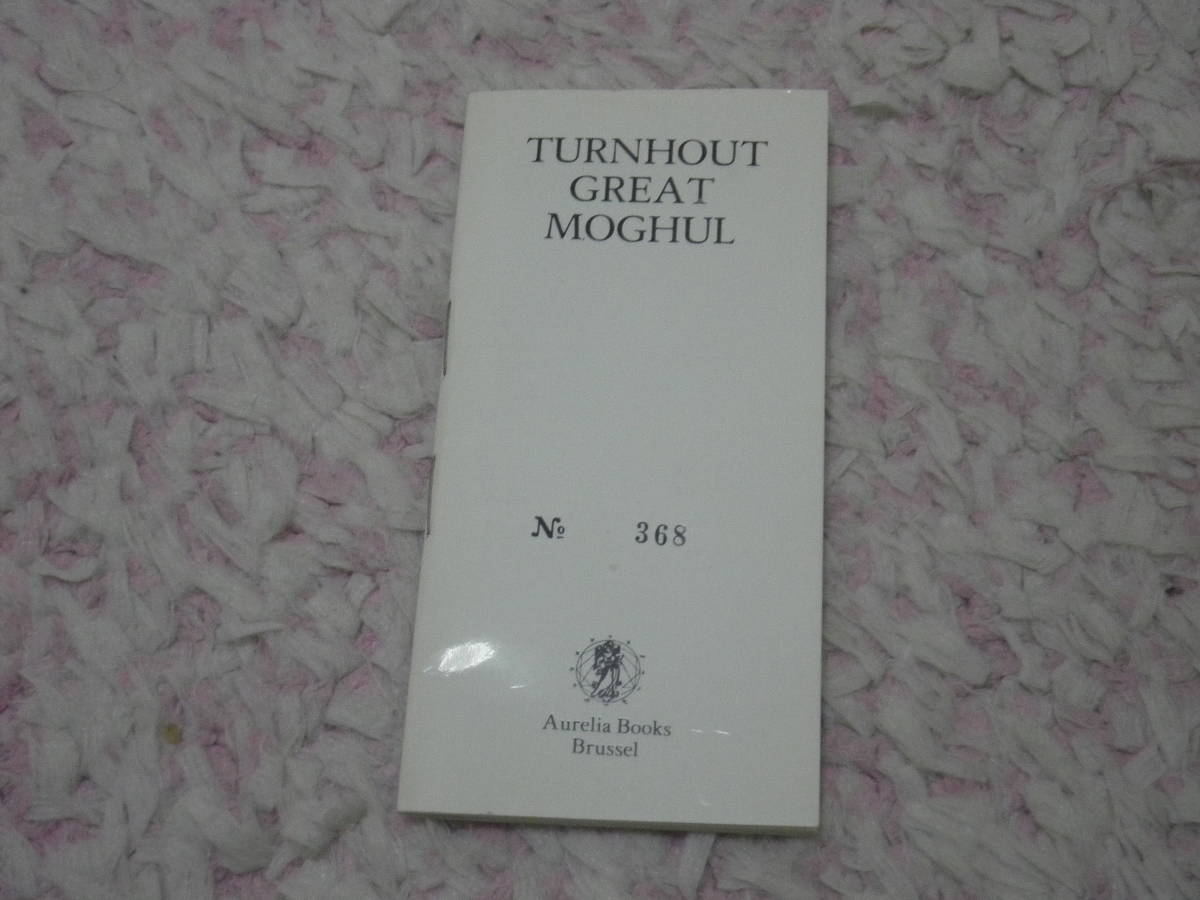 TURNHOUT
GREAT
MOGHUL
№ 368
Aurelia Books
Brussel